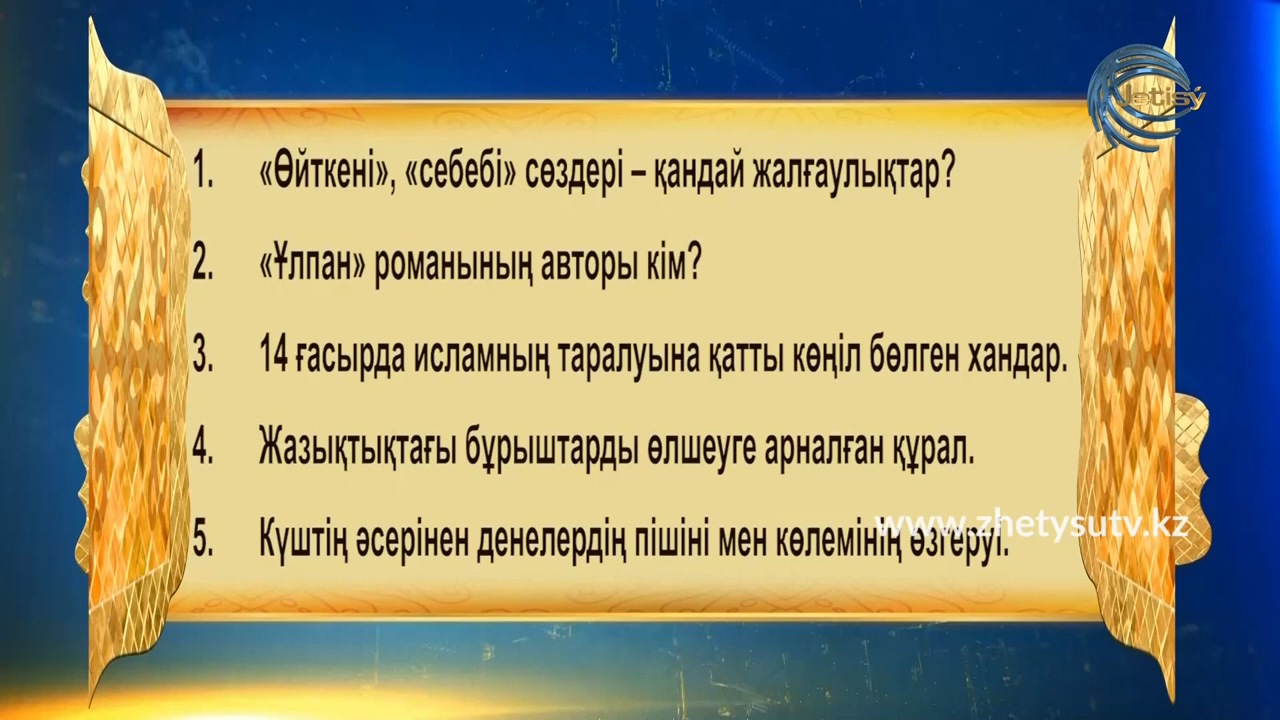 Jetisý
1. «Өйткені», «себебі» сөздері – қандай жалғаулықтар?
2. «Ұлпан» романының авторы кім?
3. 14 ғасырда исламның таралуына қатты көңіл бөлген хандар.
4. Жазықтықтағы бұрыштарды өлшеуге арналған құрал.
www.zhetysutv.kz
5. Күштің әсерінен денелердің пішіні мен көлемінің өзгеруі.